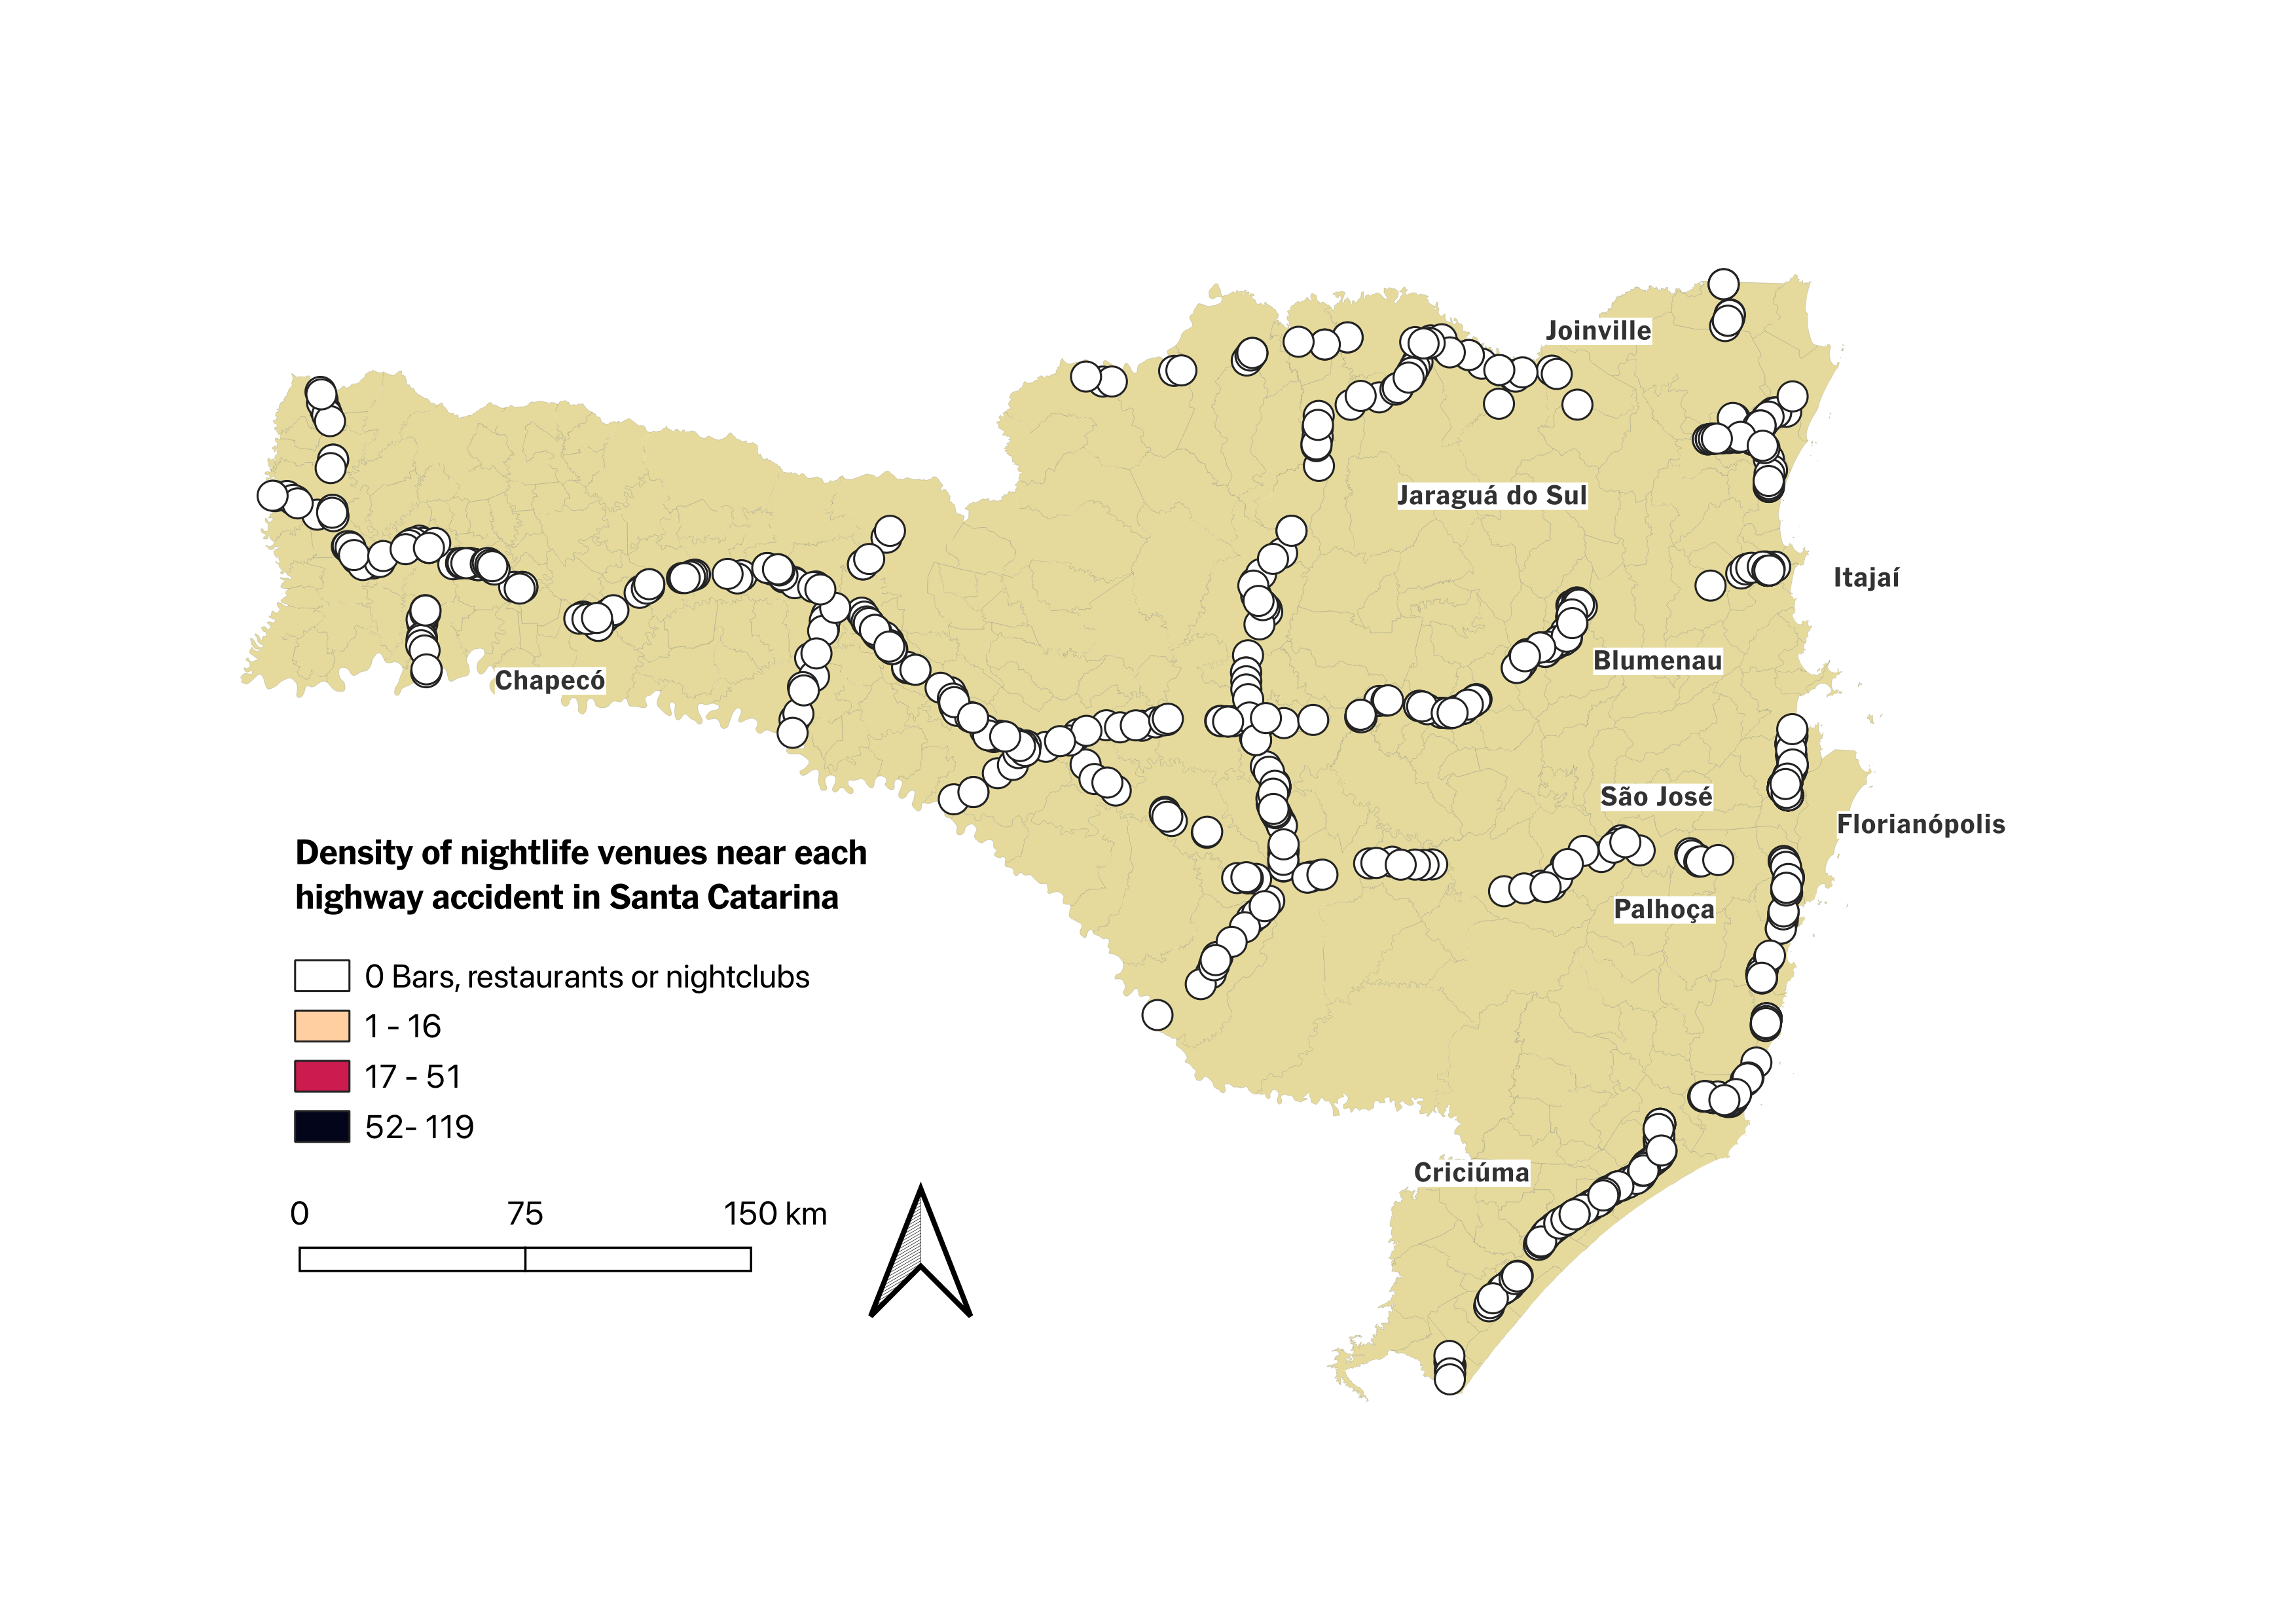 Joinville
Jaraguá do Sul
Itajaí
Blumenau
Chapecó
São José
Florianópolis
Palhoça
Criciúma
Density of nightlife venues near each
highway accident in Santa Catarina
0 Bars, restaurants or nightclubs
1 - 16
17 - 51
52- 119
0 75 150 km